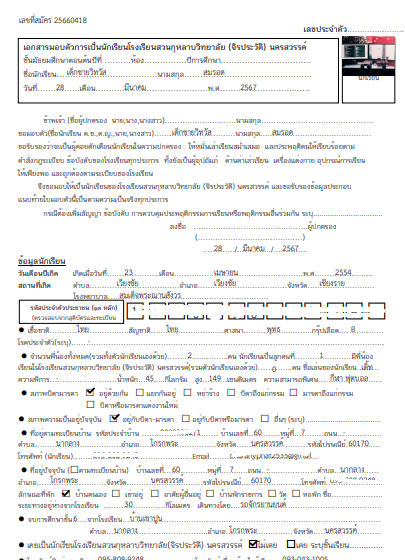 เลขที่สมัคร 25660418
เลขประจำตัว
เอกสารมอบตัวการเป็นนักเรียนโรงเรียนสวนกุหลาบวิทยาลัย (จิรประวัติ) นครสวรรค์
ชั้นมัธยมศึกษาตอนต้นปีที่ ห้อง ปีการศึกษา
ชื่อนักเรียน เด็กชายวิทวัส นามสกุล สมรอด
วันที่ 28 เดือน มีนาคม พ.ศ 2567
นักเรียน
ข้าพเจ้า (ชื่อผู้ปกครอง นาย,นาง,นางสาว) นามสกุล
ขอมอบตัว(ชื่อนักเรียน ด.ช.,ด.ญ.,นาย,นางสาว) เด็กชายวิทวัส นามสกุล สมรอด
ขอรับรองว่าจะเป็นผู้คอยตักเตือนนักเรียนในความปกครอง ให้หมั่นเล่าเรียนสม่ำเสมอ และประพฤติตนให้เรียบร้อยตาม
คำสั่งกฎระเบียบ ข้อบังคับของโรงเรียนทุกประการ ทั้งยังเป็นผู้อุปถัมภ์ ด้านค่าเล่าเรียน เครื่องแต่งกาย อุปกรณ์การเรียน
ให้เพียงพอ และถูกต้องตามระเบียบของโรงเรียน
จึงขอมอบให้เป็นนักเรียนของโรงเรียนสวนกุหลาบวิทยาลัย (จิรประวัติ) นครสวรรค์ และขอรับรองข้อมูลประกอบ
แนบท้ายใบมอบตัวนี้เป็นตามความเป็นจริงทุกประการ
กรณีต้องเพิ่มสัญญา ข้อบังคับ การควบคุมประพฤติกรรมการเรียนหรือพฤติกรรมอื่นร่วมกัน ระบุ
ลงชื่อ ผู้ปกครอง
( )
28 / มีนาคม / 2567
ข้อมูลนักเรียน
วันเดือนปีเกิด เกิดเมื่อวันที่ 23 เดือน เมษายน พ.ศ 2554
สถานที่เกิด ตำบล เวียงชัย อำเภอ เวียงชัย จังหวัด เชียงราย
โรงพยาบาล สมเด็จพระญาณสังวร
รหัสประจำตัวประชาชน (๑๓ หลัก)
(ตรวจสอบจากสูติบัตรและทะเบียน
เชื้อชาติ ไทย สัญชาติ ไทย ศาสนา พุทธ กรุ๊ปเลือด B
โรคประจำตัว(ระบุ)
จำนวนพี่น้องทั้งหมด(รวมทั้งตัวนักเรียนเองด้วย) 2 คน นักเรียนเป็นลูกคนที่ 1 มีพี่น้อง
เรียนในโรงเรียนสวนกุหลาบวิทยาลัย (จิรประวัติ) นครสวรรค์(รวมตัวนักเรียนเองด้วย) 0 คน ชื่อเล่นของนักเรียน
ความพิการ น้ำหนัก 45 กิโลกรัม สูง 149 เซนติเมตร ความสามารถพิเศษ กีฬา ฟุตบอล
สภาพบิดามารดา อยู่ด้วยกัน แยกกันอยู่ หย่าร้าง บิดาถึงแก่กรรม มารดาถึงแก่กรรม
บิดาหรือมารดาแต่งงานใหม่
สภาพความเป็นอยู่ปัจจุบัน อยู่กับบิดา-มารดา อยู่กับบิดาหรือมารดา อื่นๆ (ระบุ)
ที่อยู่ตามทะเบียนบ้าน รหัสประจำบ้าน บ้านเลขที่ 60 หมู่ที่ 7 ถนน
ตำบล นากลาง อำเภอ โกรกพระ จังหวัด นครสวรรค์ รหัสไปรษณีย์ 60170
โทรศัพท์ (นักเรียน) Email
ที่อยู่ปัจจุบัน (ตามทะเบียนบ้าน) บ้านเลขที่ 60 หมู่ที่ 7 ถนน ตำบล นากลาง
อำเภอ โกรกพระ จังหวัด นครสวรรค์ รหัสไปรษณีย์ 60170 โทรศัพท์
ลักษณะที่พัก บ้านตนเอง เช่าอยู่ อาศัยผู้อื่นอยู่ บ้านพักราชการ วัด หอพัก ชื่อ
ระยะทางอยู่ห่างจากโรงเรียน 30 กิโลเมตร เดินทางโดย รถจักรยานยนต์
จบการศึกษาชั้น 6 จากโรงเรียน บ้านเขาปูน
ตำบล นากลาง อำเภอ โกรกพระ จังหวัด นครสวรรค์
เคยเป็นนักเรียนโรงเรียนสวนกุหลาบวิทยาลัย(จิรประวัติ) นครสวรรค์ ไม่เคย เคย ระบุชั้นเรียน